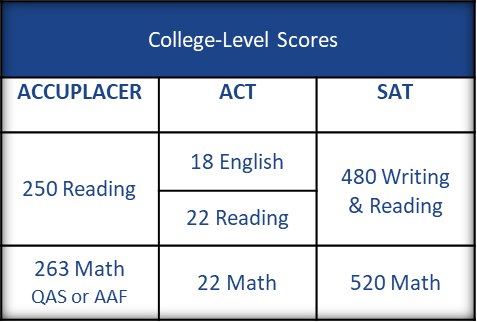 College-Level Scores
ACCUPLACER
ACT
SAT
250 Reading
18 English
22 Reading
480 Writing
& Reading
263 Math
QAS or AAF
22 Math
520 Math